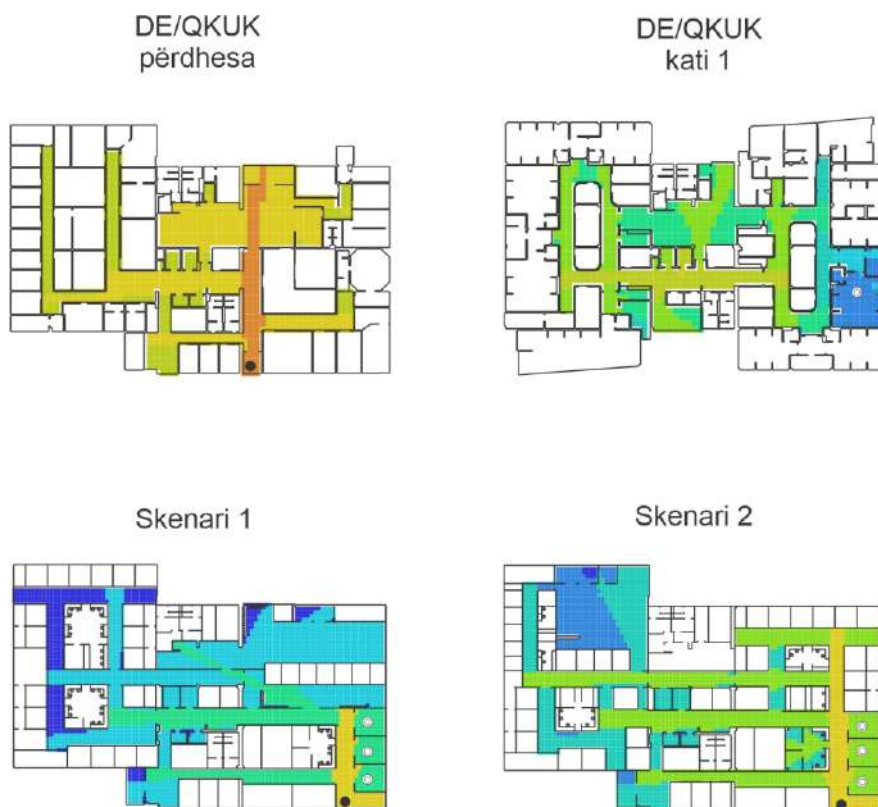 DE/QKUK
përdhesa
DE/QKUK
kati 1
Skenari 1
Skenari 2